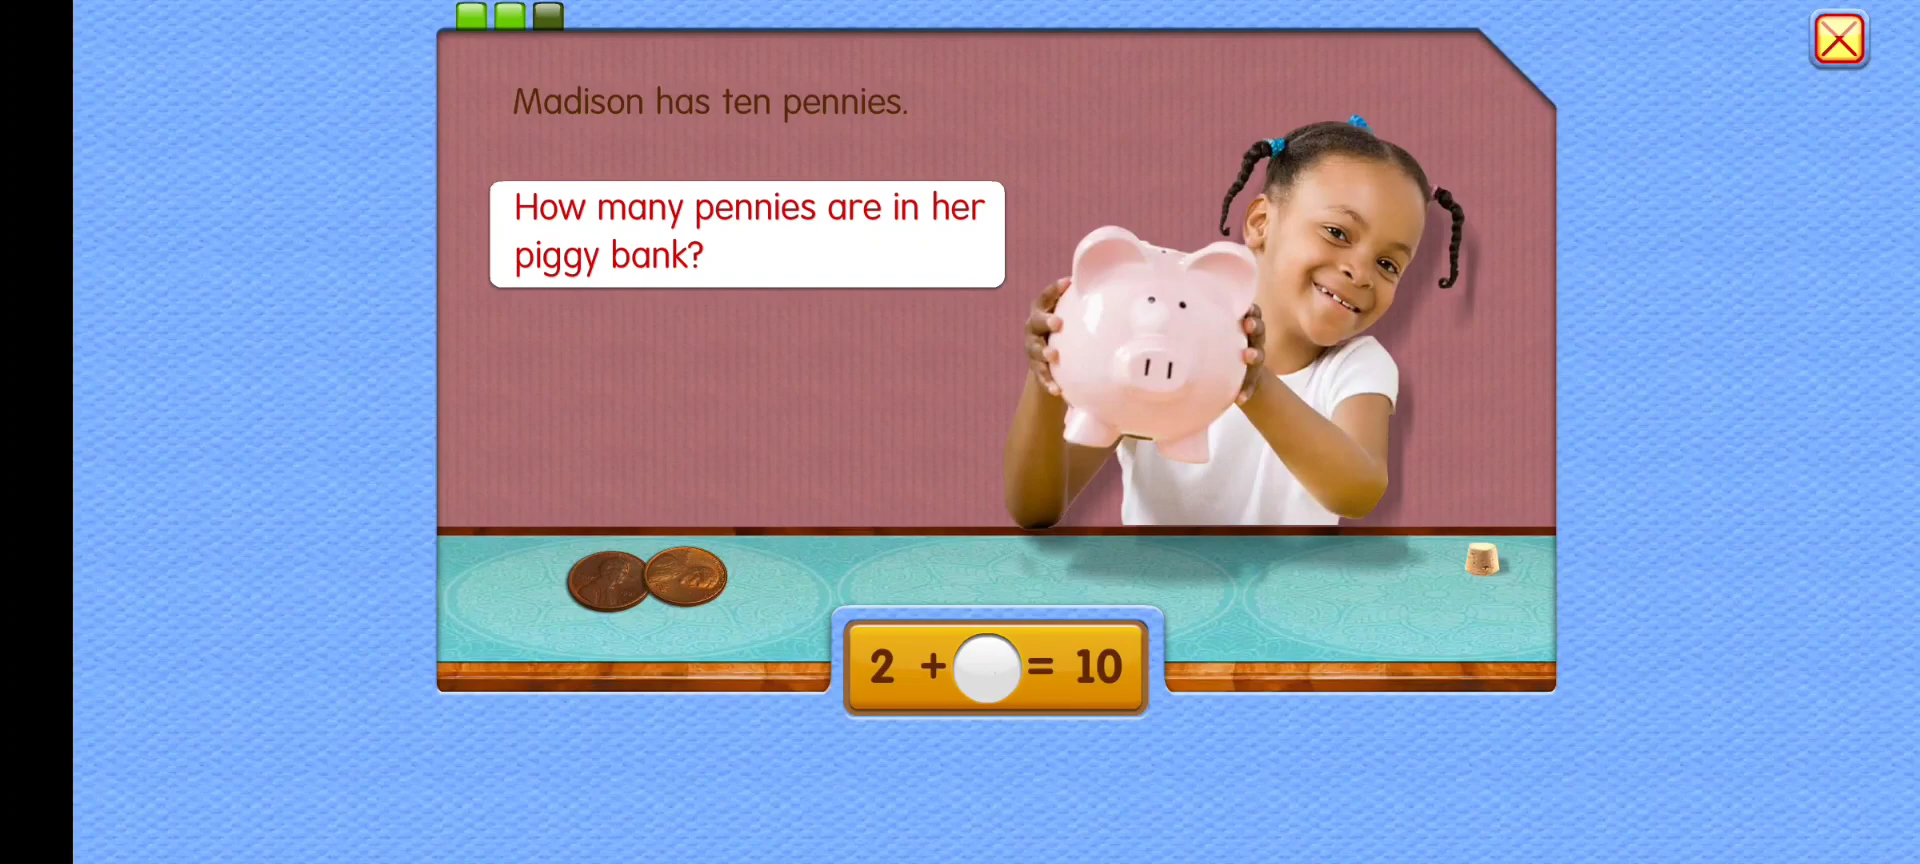 Madison has ten pennies.
How many pennies are in her
piggy bank?
2 + = 10